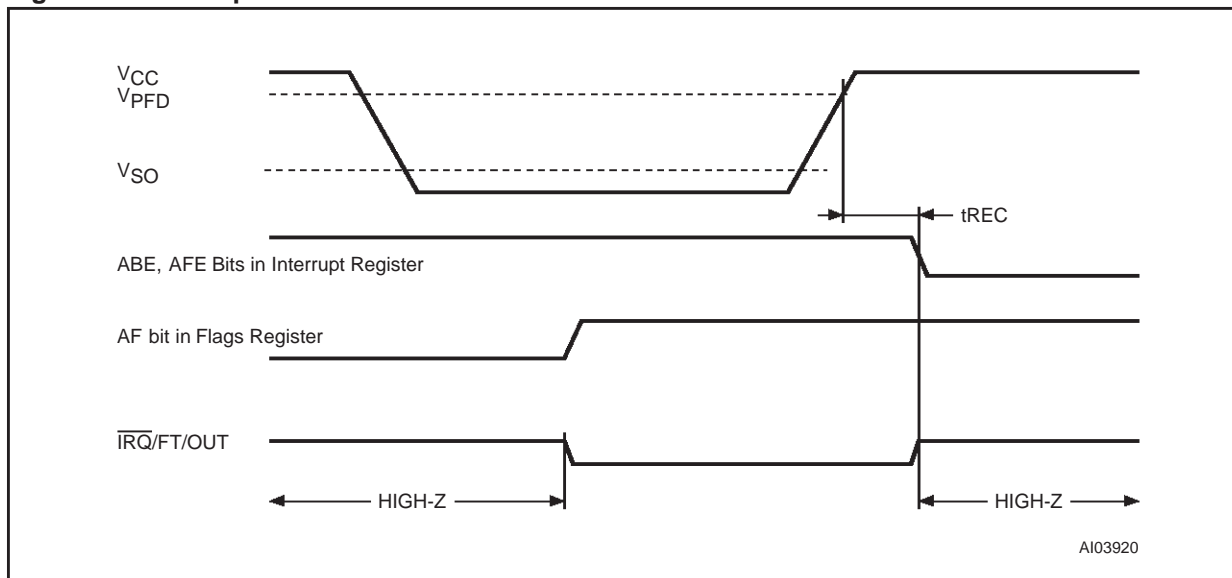 VCC
VPFD
VSO
tREC
ABE, AFE Bits in Interrupt Register
AF bit in Flags Register
IRQ/FT/OUT
HIGH-Z
HIGH-Z
AI03920